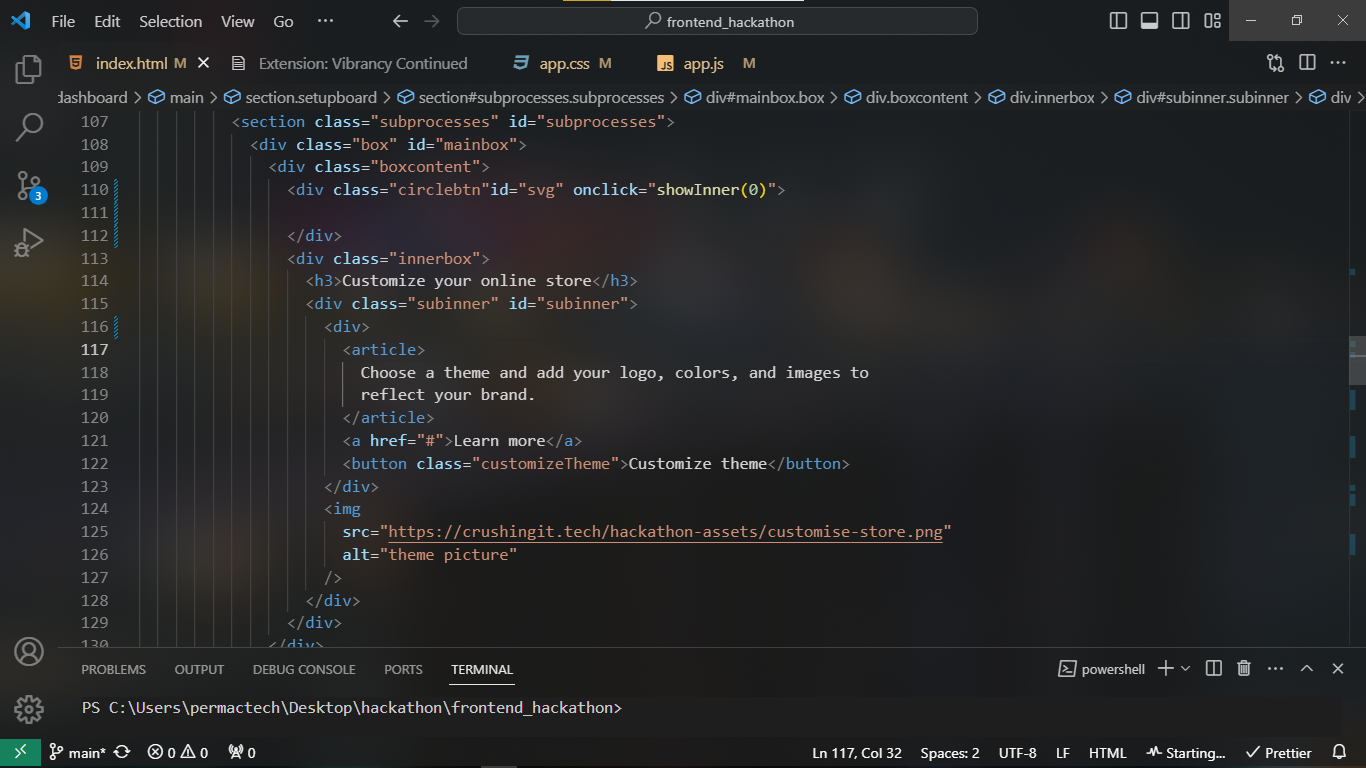 File Edit Selection View Go ··· frontend_hackathon
index.html M Extension: Vibrancy Continued app.css M JS app.js M
dashboard > main > section.setupboard > section#subprocesses.subprocesses > div#mainbox.box > div.boxcontent > div.innerbox > div#subinner.subinner > div >
107 <section class="subprocesses" id="subprocesses">
108 <div class="box" id="mainbox">
109 <div class="boxcontent">
110 <div class="circlebtn"id="svg" onclick="showInner(0)">
111
112 </div>
113 <div class="innerbox">
114 <h3>Customize your online store</h3>
115 <div class="subinner" id="subinner">
116 <div>
117 <article>
118 Choose a theme and add your logo, colors, and images to
119 reflect your brand.
120 </article>
121 <a href="#">Learn more</a>
122 <button class="customizeTheme">Customize theme</button>
123 </div>
124 <img
125 src="https://crushingit.tech/hackathon-assets/customise-store.png"
126 alt="theme picture"
127 />
128 </div>
129 </div>
130 </div>
3
PROBLEMS OUTPUT DEBUG CONSOLE PORTS TERMINAL powershell
PS C:\Users\permactech\Desktop\hackathon\frontend_hackathon>
main* 0 0 0 Ln 117, Col 32 Spaces: 2 UTF-8 LF HTML Starting... Prettier